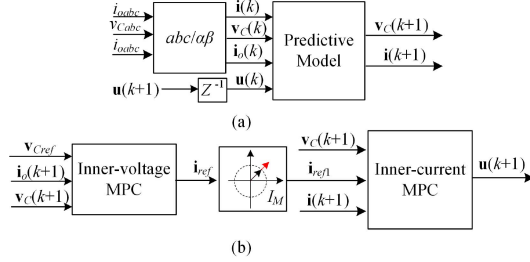 i_oabc
v_Cabc
i_oabc
abc/αβ
i(k)
v_C(k)
i_o(k)
u(k)
u(k+1)
Z^-1
Predictive
Model
v_C(k+1)
i(k+1)
(a)
v_Cref
i_o(k+1)
v_C(k+1)
Inner-voltage
MPC
i_ref
I_M
v_C(k+1)
i_ref1
i(k+1)
Inner-current
MPC
u(k+1)
(b)